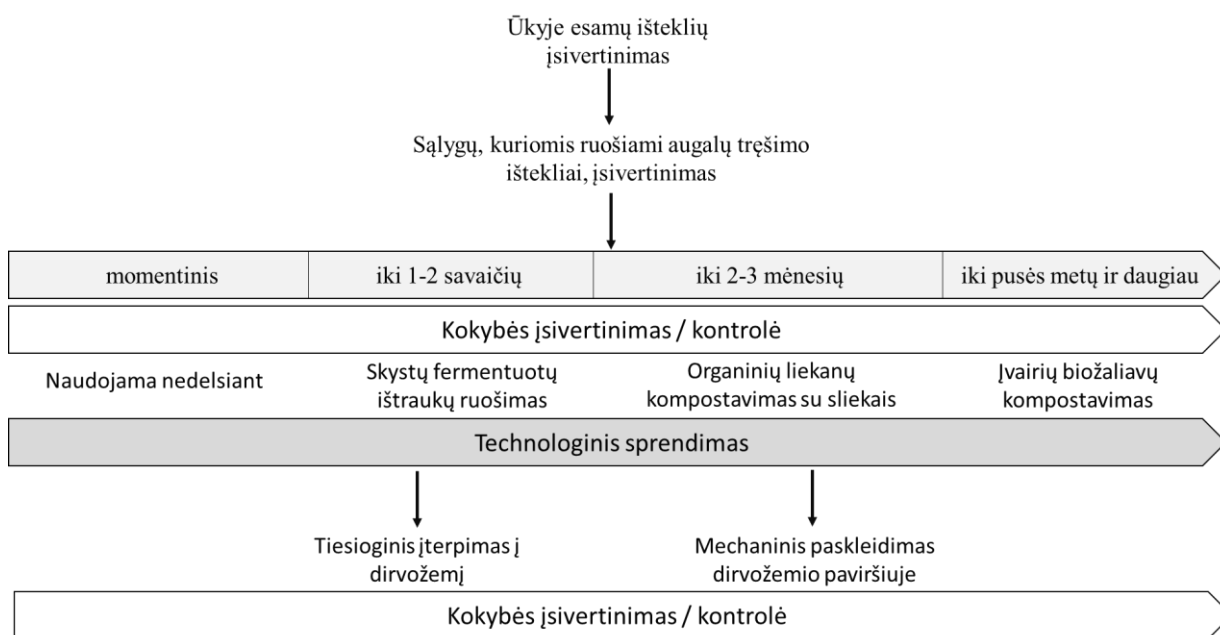 Ūkyje esamų išteklių
įsivertinimas
Sąlygų, kuriomis ruošiami augalų tręšimo
ištekliai, įsivertinimas
momentinis
iki 1-2 savaičių
iki 2-3 mėnesių
iki pusės metų ir daugiau
Kokybės įsivertinimas / kontrolė
Naudojama nedelsiant
Skystų fermentuotų
ištraukų ruošimas
Organinių liekanų
kompostavimas su sliekais
Įvairių biožaliavų
kompostavimas
Technologinis sprendimas
Tiesioginis įterpimas į
dirvožemį
Mechaninis paskleidimas
dirvožemio paviršiuje
Kokybės įsivertinimas / kontrolė